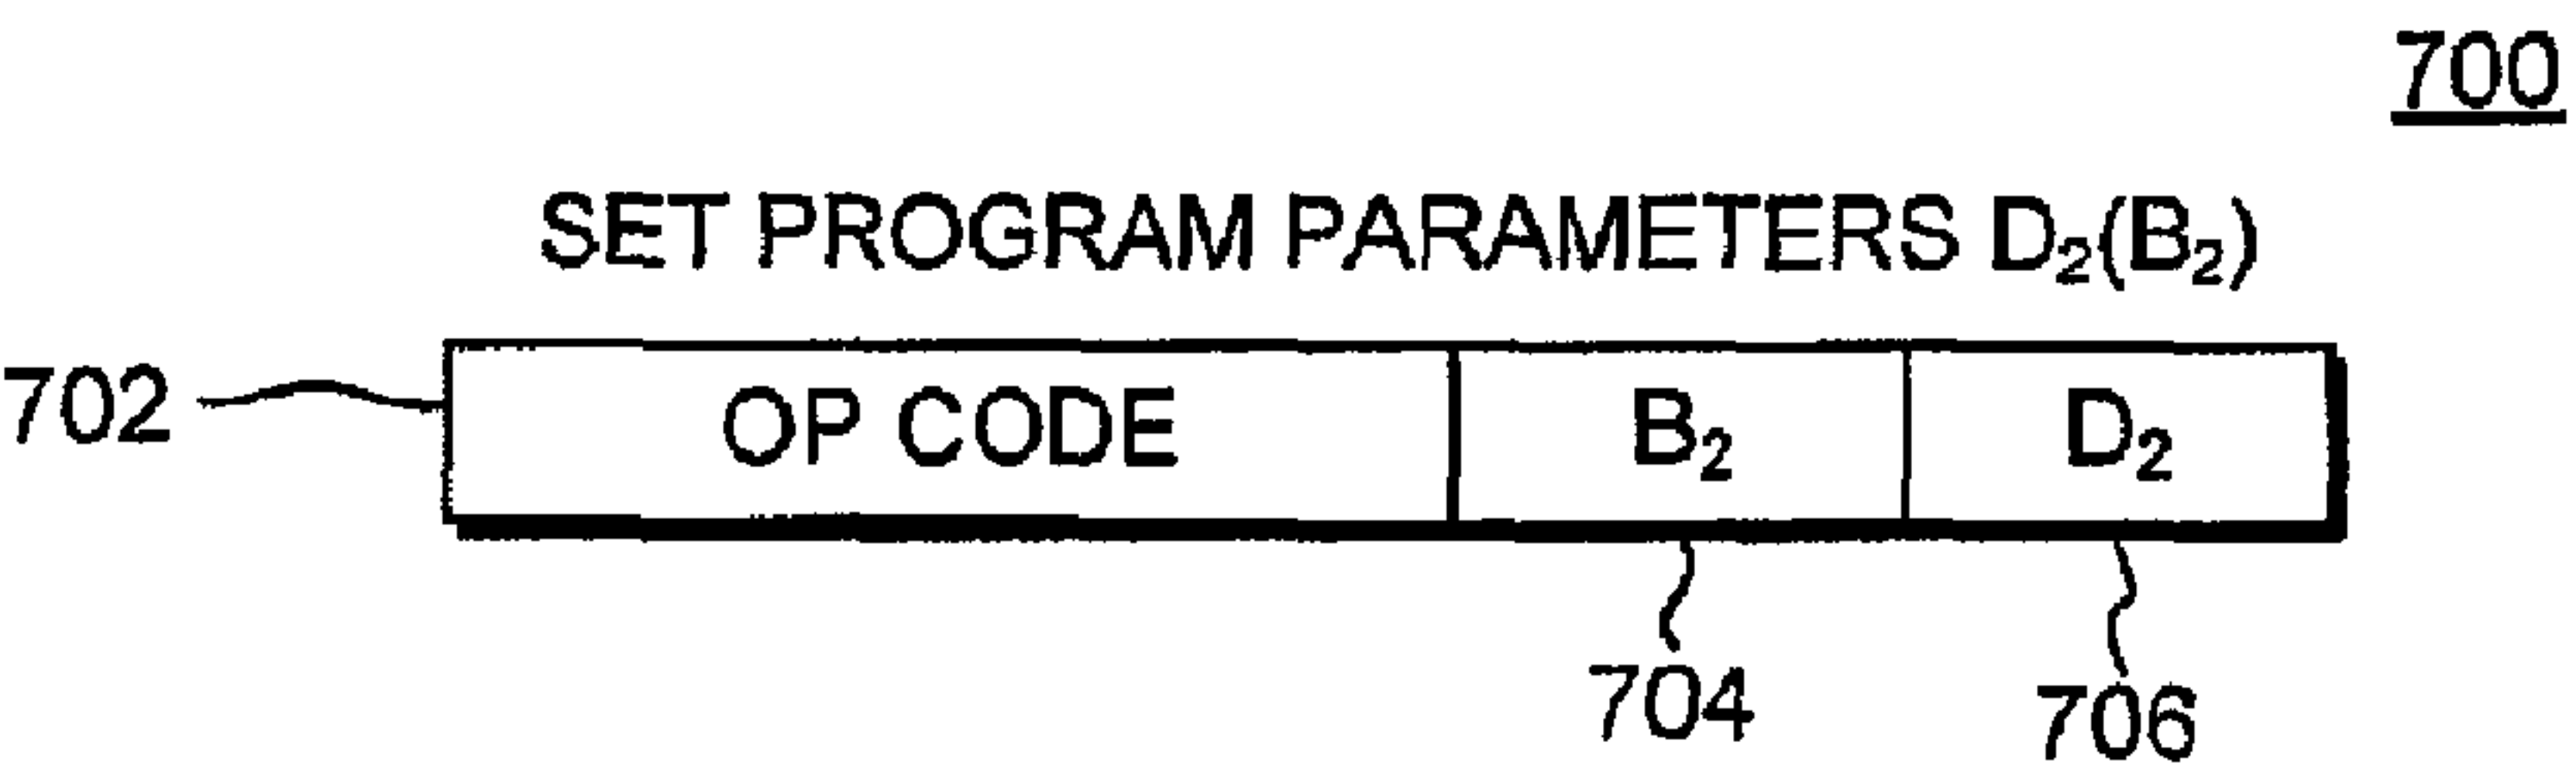 700
SET PROGRAM PARAMETERS D₂(B₂)
702 OP CODE B₂ D₂
704 706